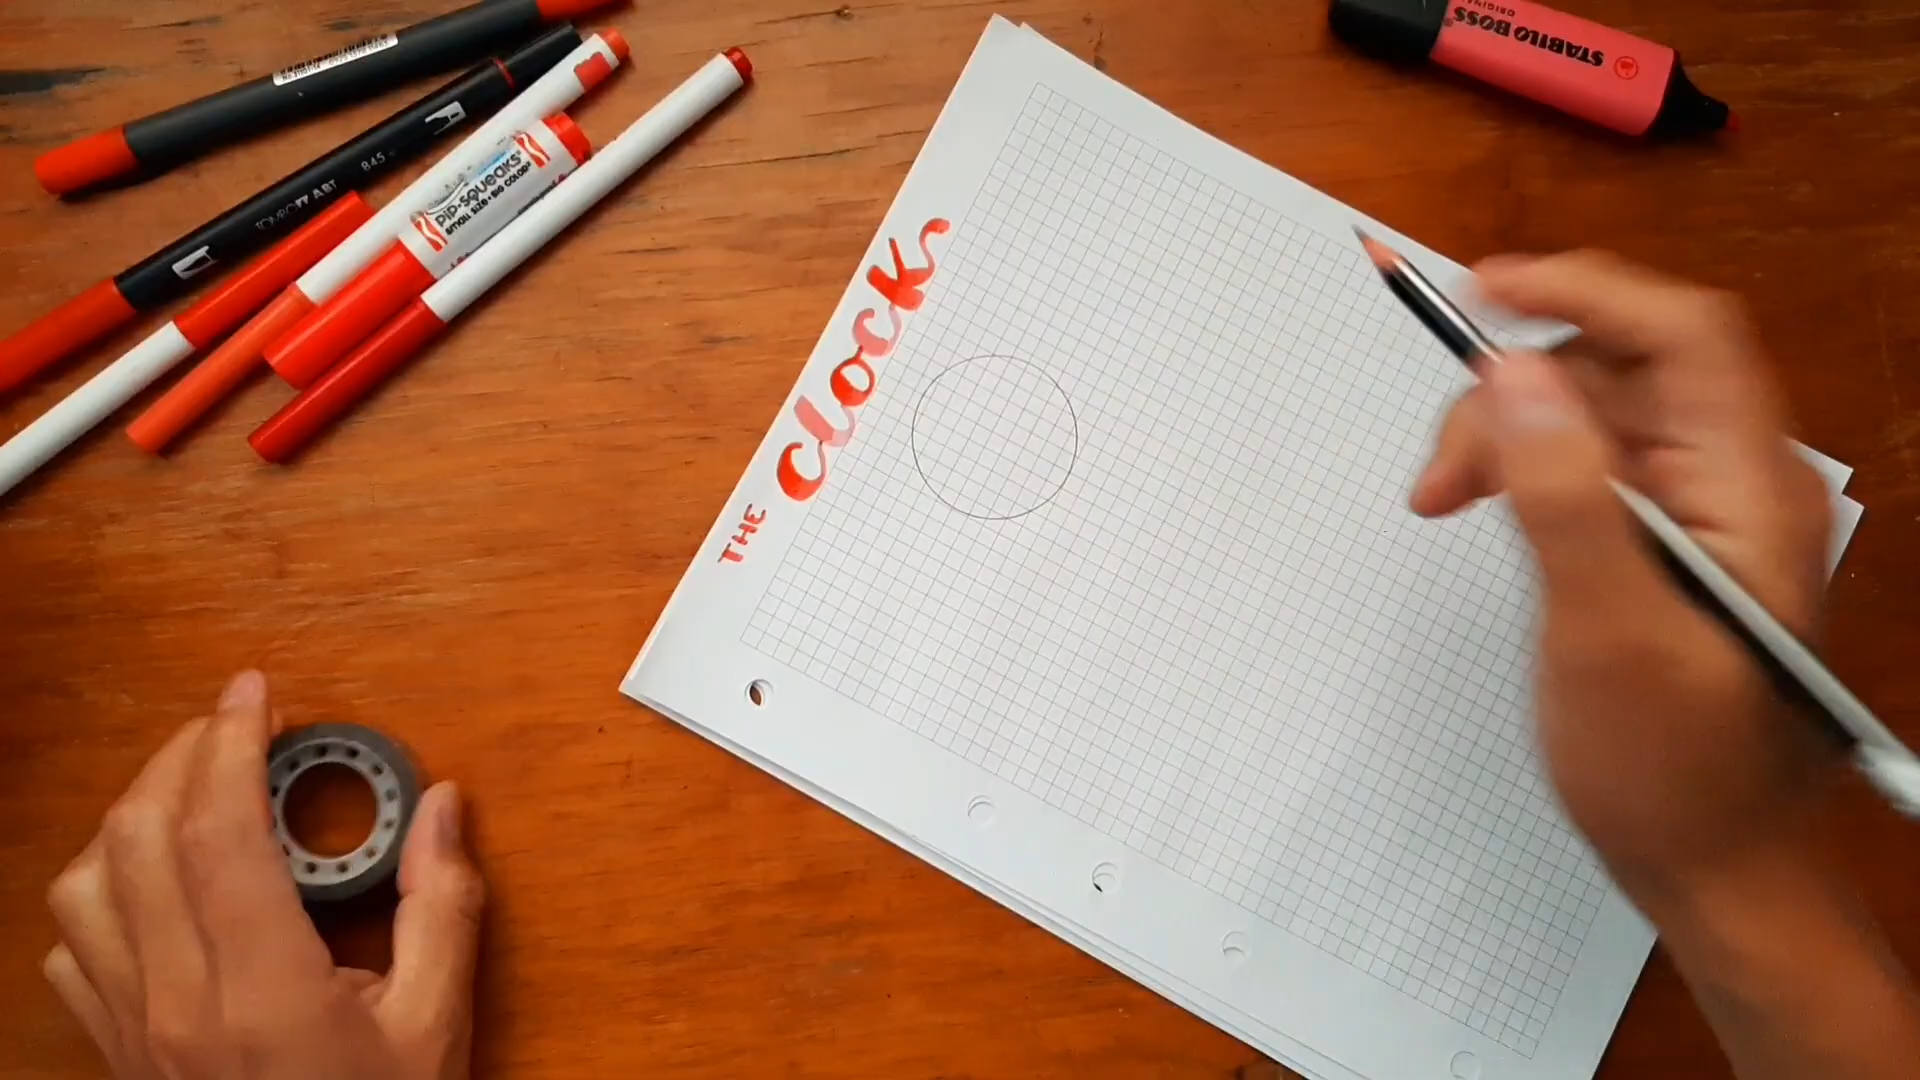 THE Clock
STABILO BOSS
ORIGINAL
pip-squeaks
SMALL SIZE • BIG COLOR!
TOMBOW ABT
845